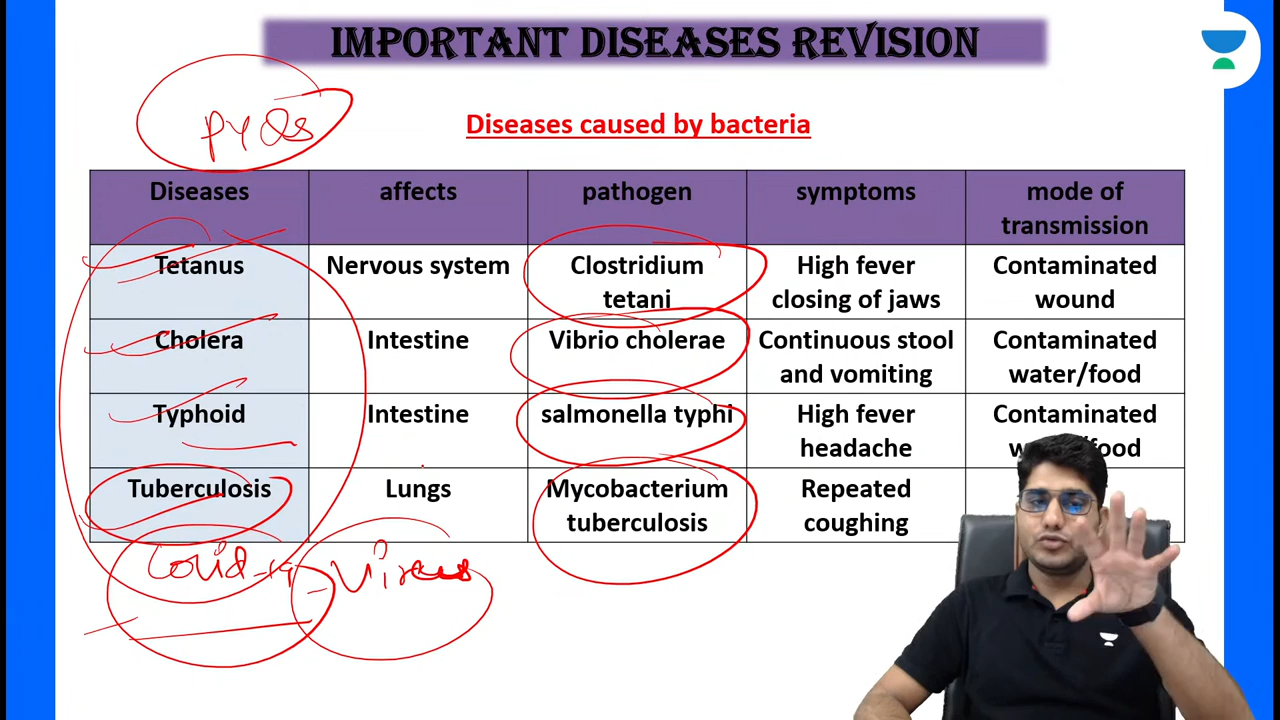 IMPORTANT DISEASES REVISION
PYQs
Diseases caused by bacteria
Diseases affects pathogen symptoms mode of
transmission
Tetanus Nervous system Clostridium High fever Contaminated
tetani closing of jaws wound
Cholera Intestine Vibrio cholerae Continuous stool Contaminated
and vomiting water/food
Typhoid Intestine salmonella typhi High fever Contaminated
headache food
Tuberculosis Lungs Mycobacterium Repeated
tuberculosis coughing
Covid-19 - Virus